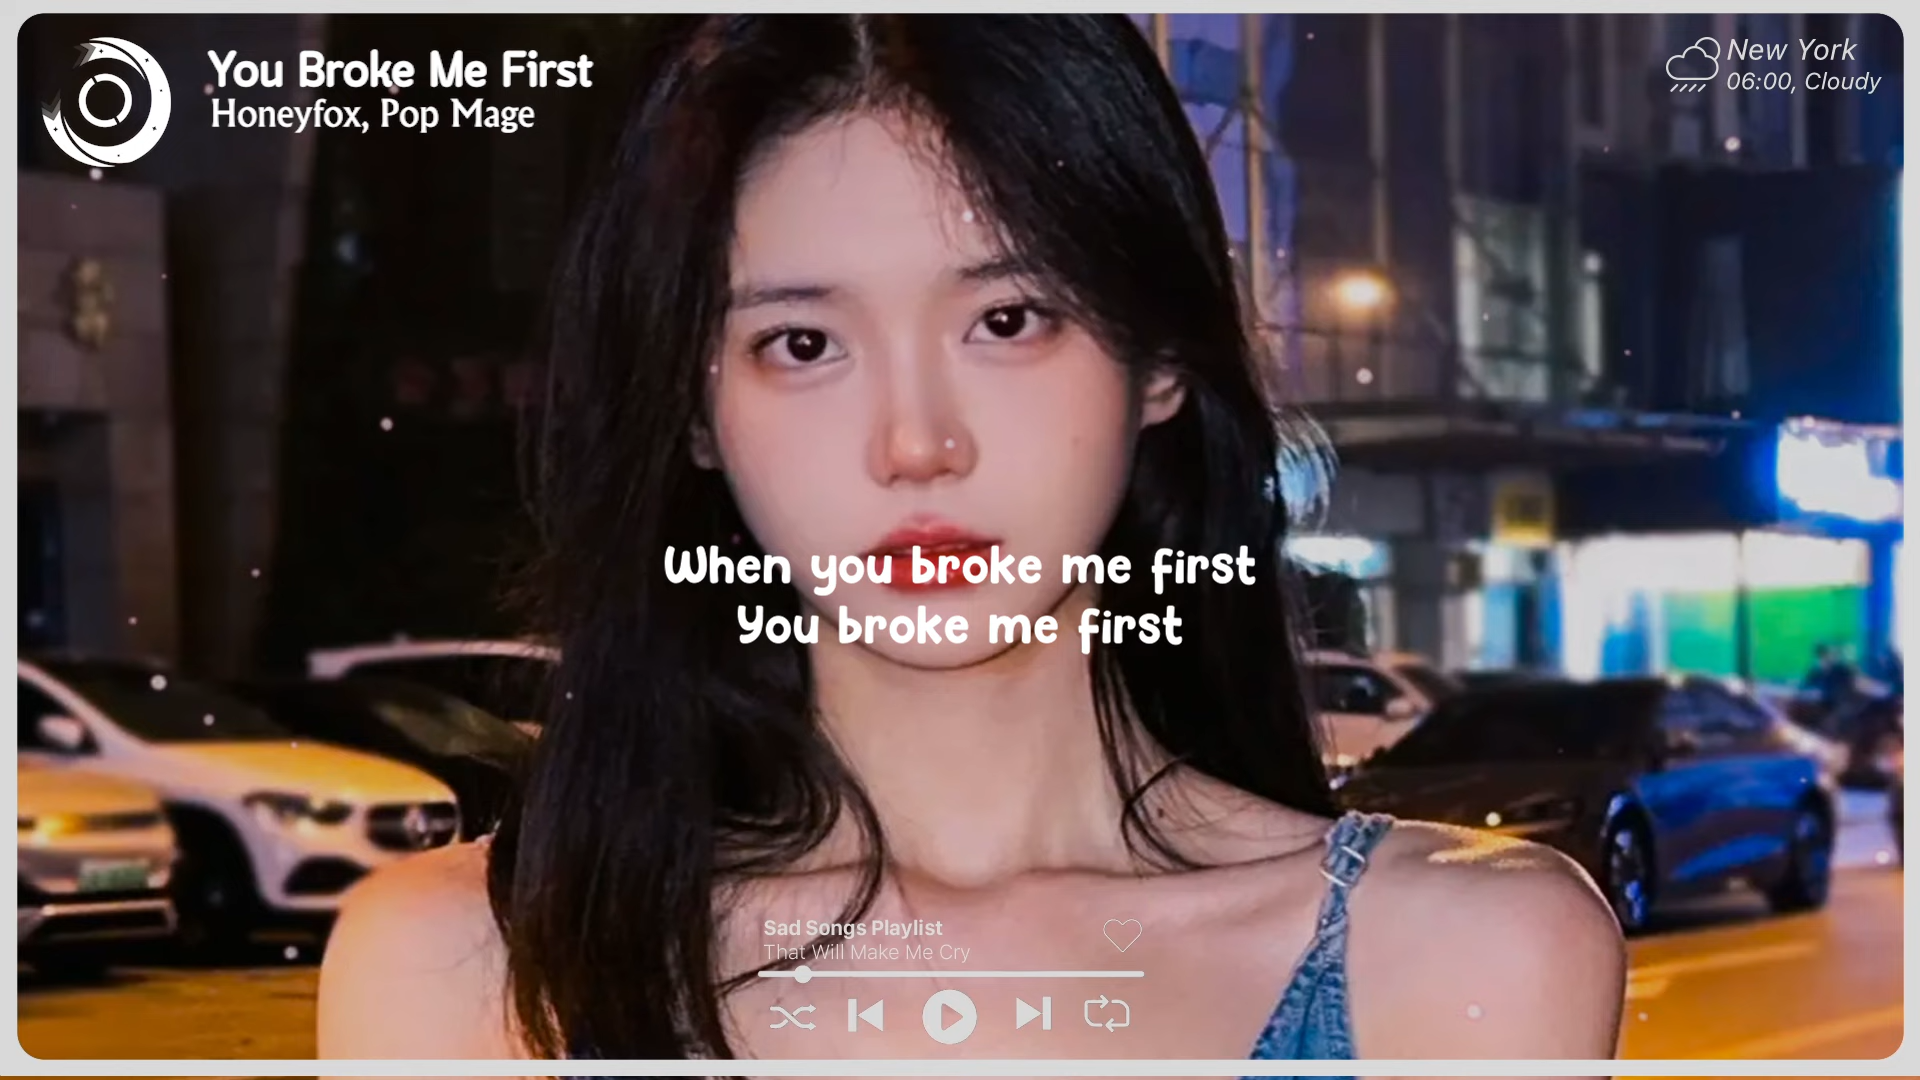 You Broke Me First
Honeyfox, Pop Mage
New York
06:00, Cloudy
When you broke me first
You broke me first
Sad Songs Playlist
That Will Make Me Cry